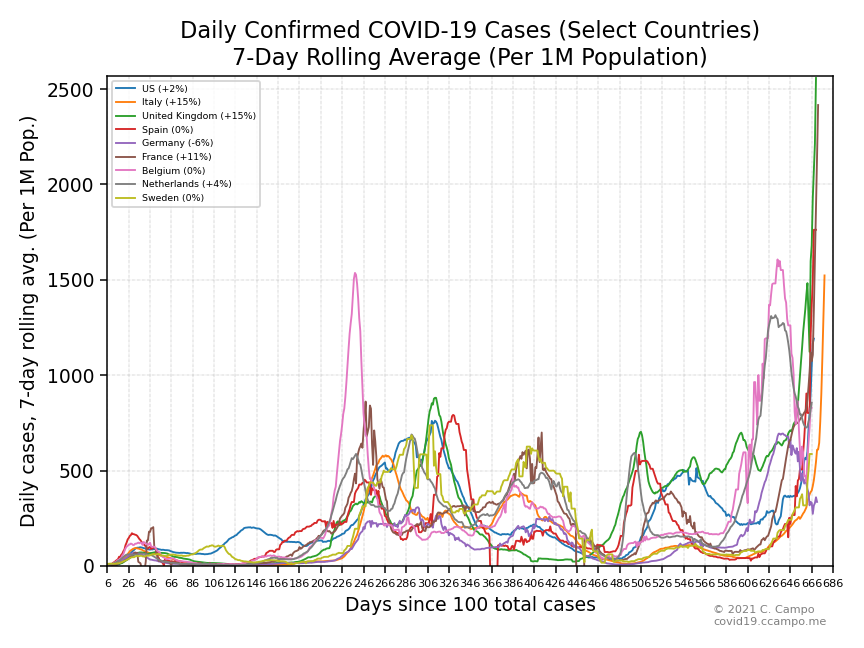 Daily Confirmed COVID-19 Cases (Select Countries)
7-Day Rolling Average (Per 1M Population)
Daily cases, 7-day rolling avg. (Per 1M Pop.)
2500
2000
1500
1000
500
0
US (+2%)
Italy (+15%)
United Kingdom (+15%)
Spain (0%)
Germany (-6%)
France (+11%)
Belgium (0%)
Netherlands (+4%)
Sweden (0%)
6 26 46 66 86 106 126 146 166 186 206 226 246 266 286 306 326 346 366 386 406 426 446 466 486 506 526 546 566 586 606 626 646 666 686
Days since 100 total cases
© 2021 C. Campo
covid19.ccampo.me